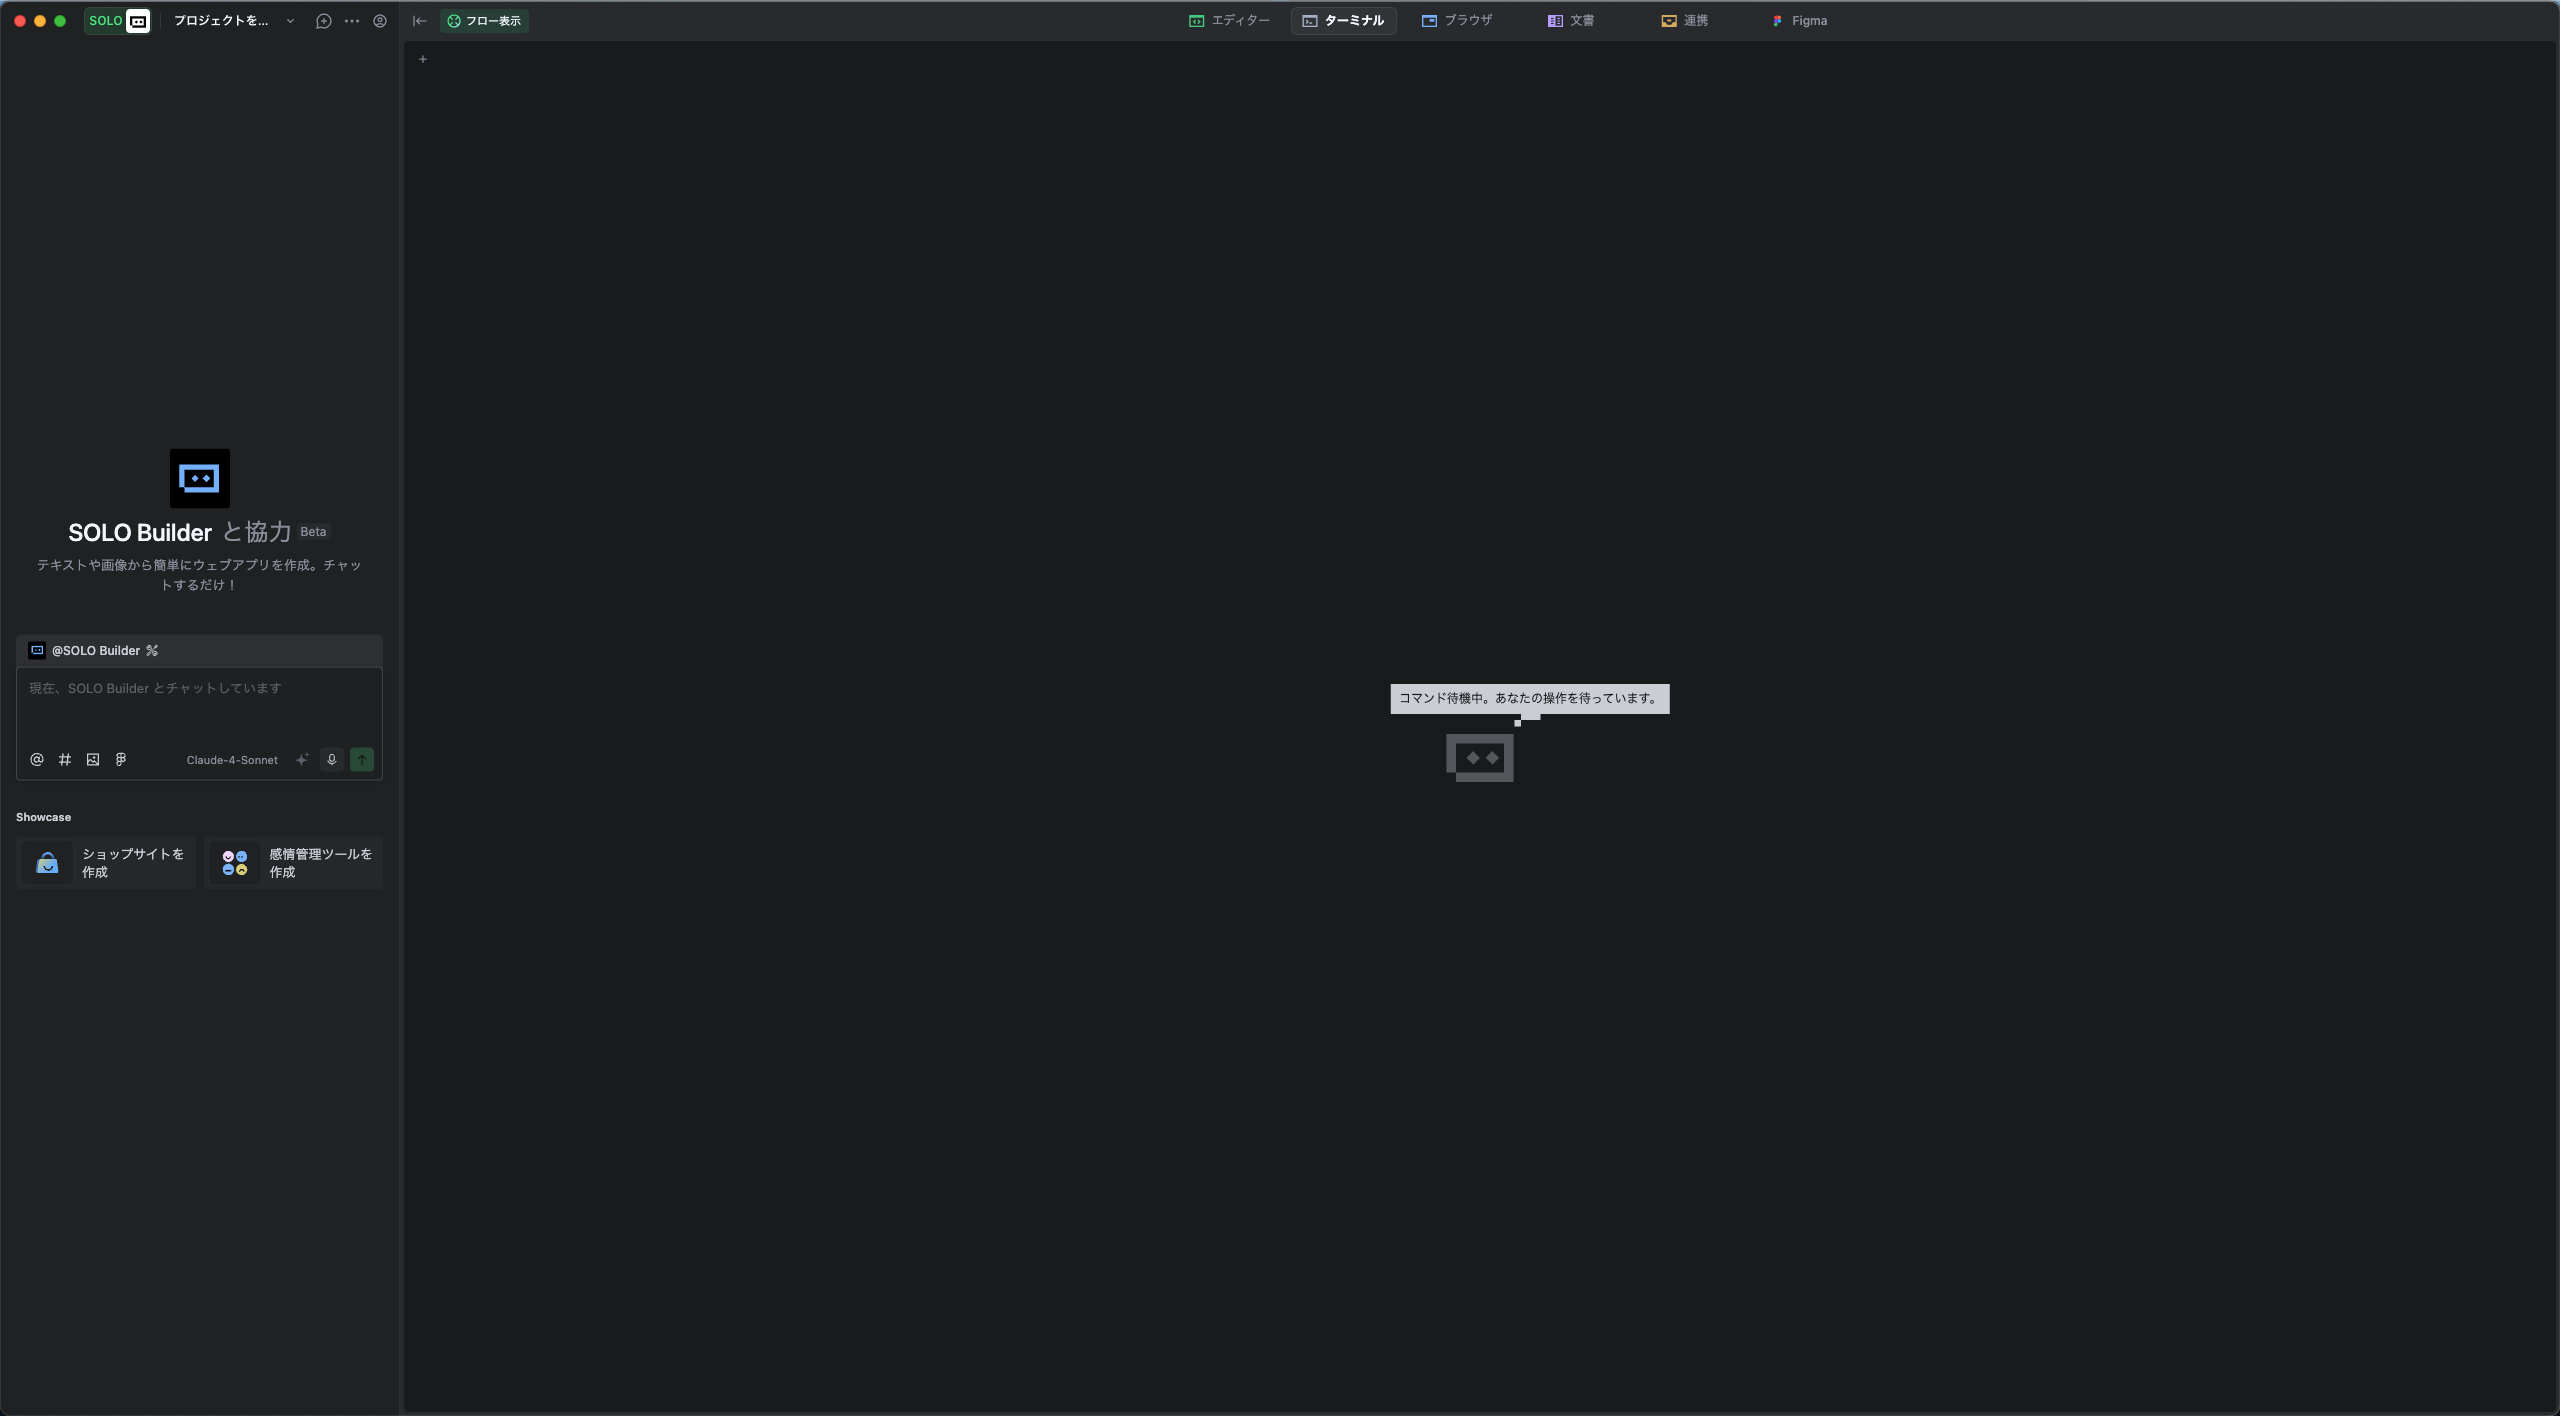 SOLO
プロジェクトを...
フロー表示
エディター
ターミナル
ブラウザ
文書
連携
Figma
SOLO Builder と協力 Beta
テキストや画像から簡単にウェブアプリを作成。チャッ
トするだけ！
@SOLO Builder
現在、SOLO Builder とチャットしています
Claude-4-Sonnet
Showcase
ショップサイトを
作成
感情管理ツールを
作成
コマンド待機中。あなたの操作を待っています。